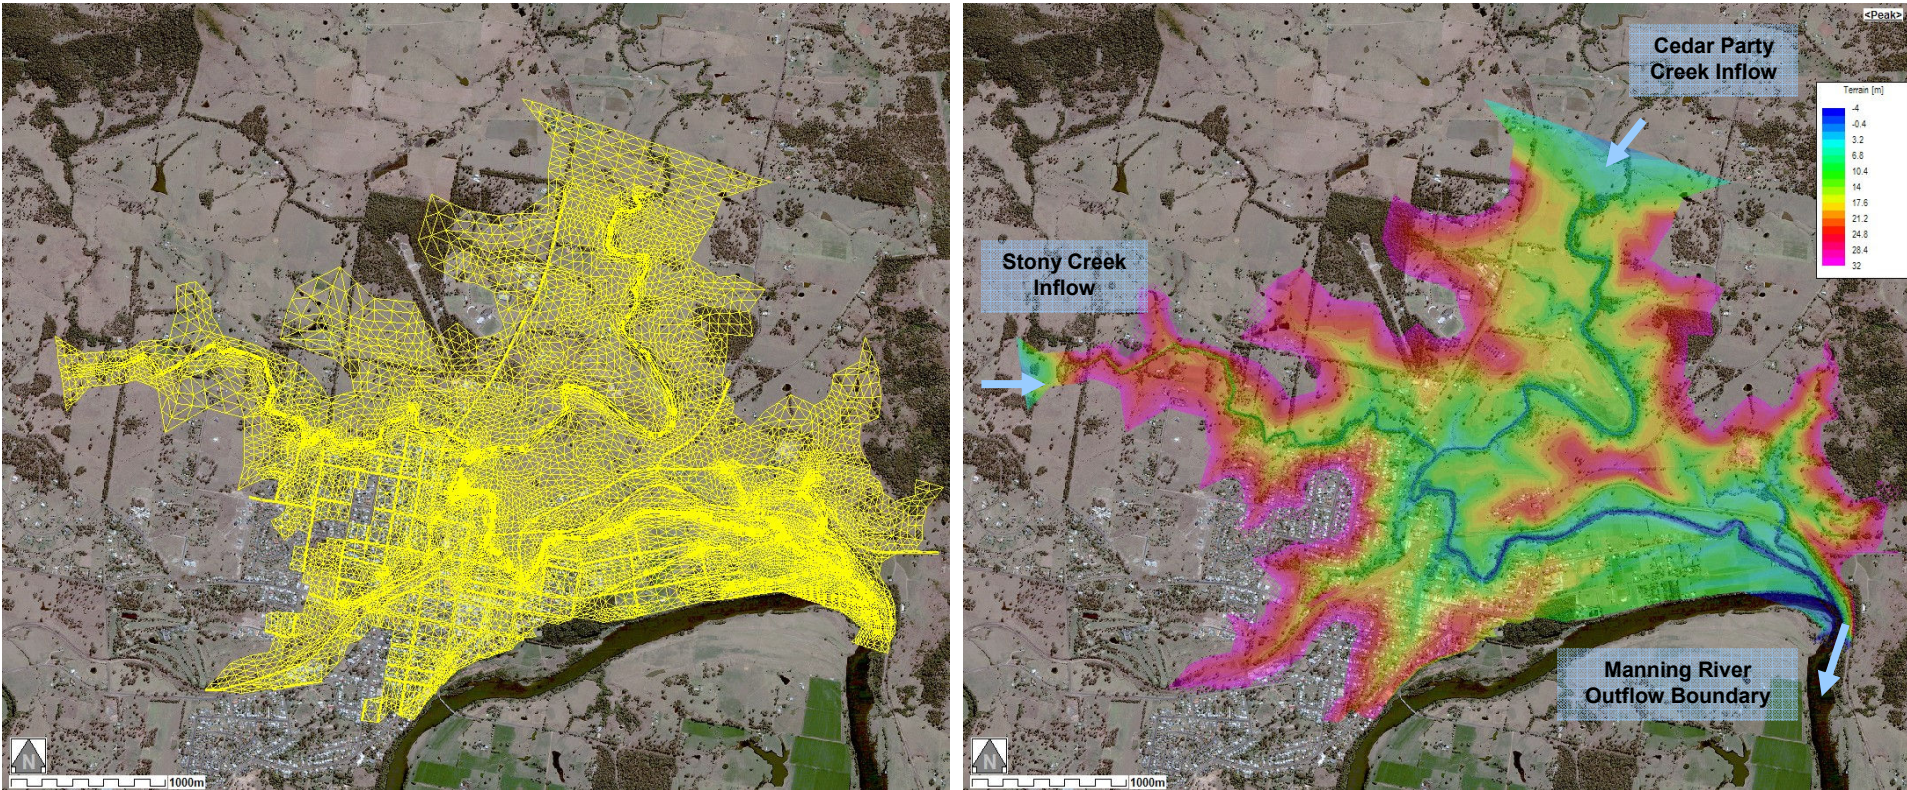 N
1000m
<Peak>
Cedar Party
Creek Inflow
Terrain [m]
-4
-0.4
3.2
6.8
10.4
14
17.6
21.2
24.8
28.4
32
Stony Creek
Inflow
Manning River
Outflow Boundary
N
1000m